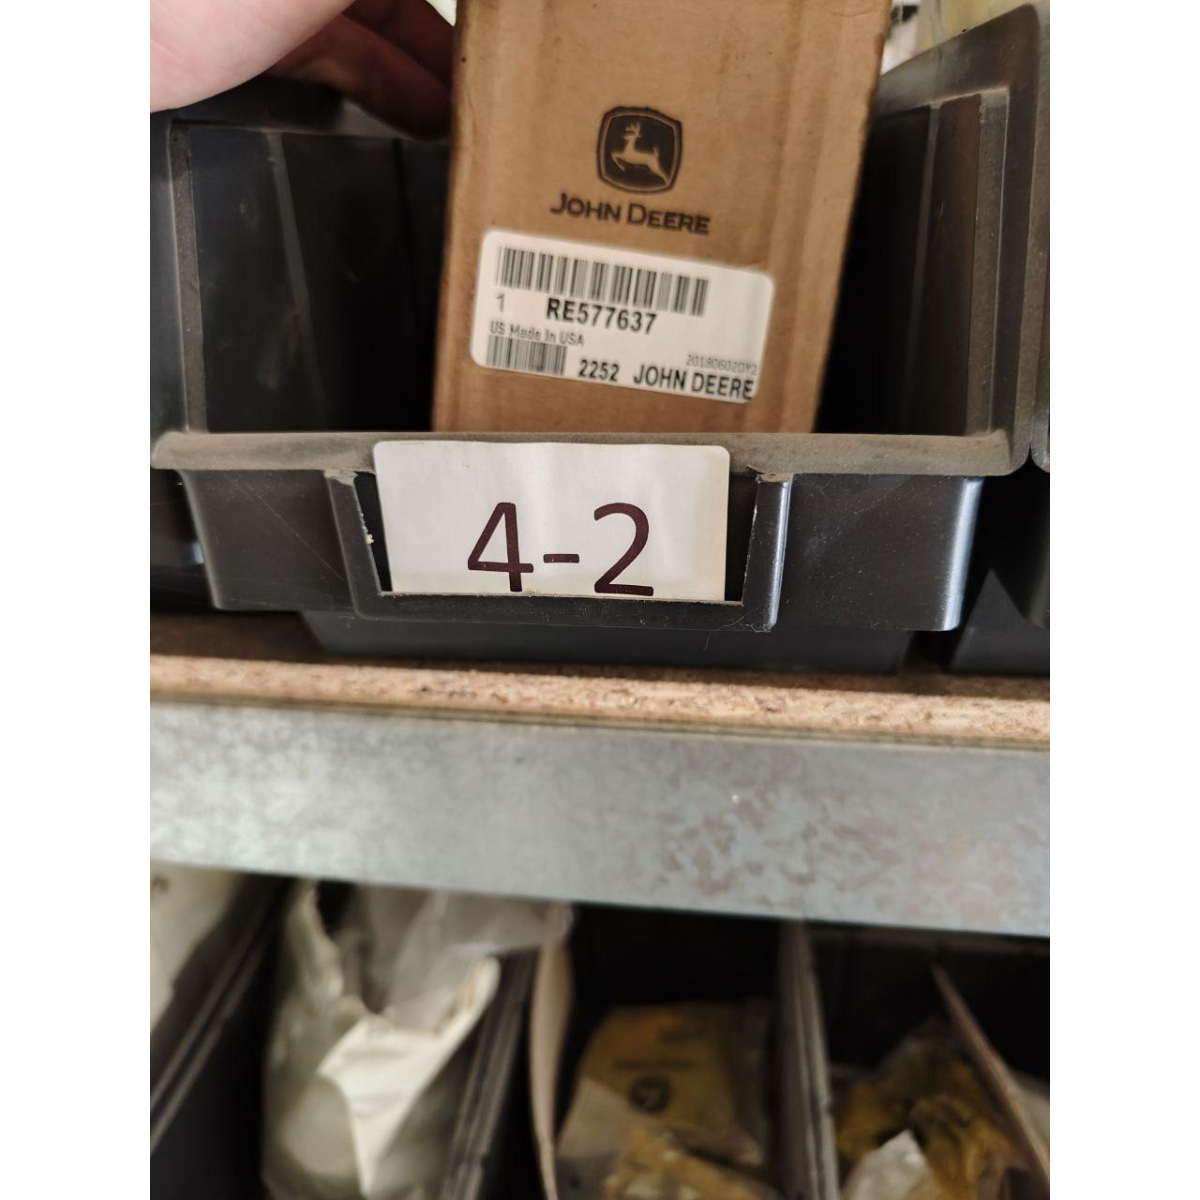 JOHN DEERE
1 RE577637
US Made In USA
20180602DY2
2252 JOHN DEERE
4-2